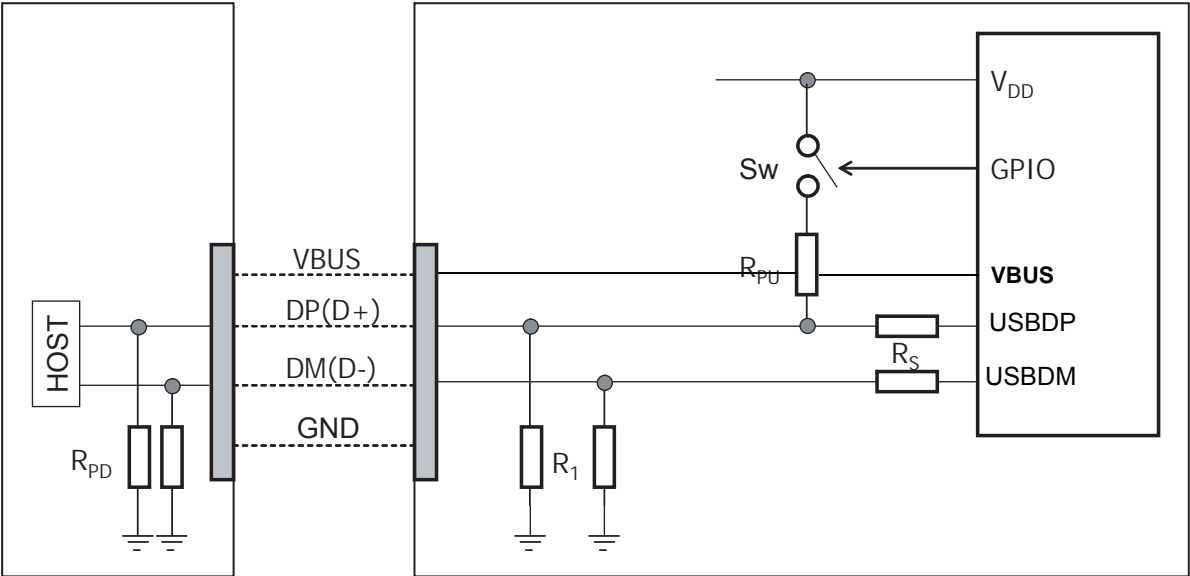 V_DD
Sw
GPIO
VBUS
R_PU
VBUS
DP(D+)
USBDP
HOST
R_S
DM(D-)
USBDM
GND
R_PD
R_1